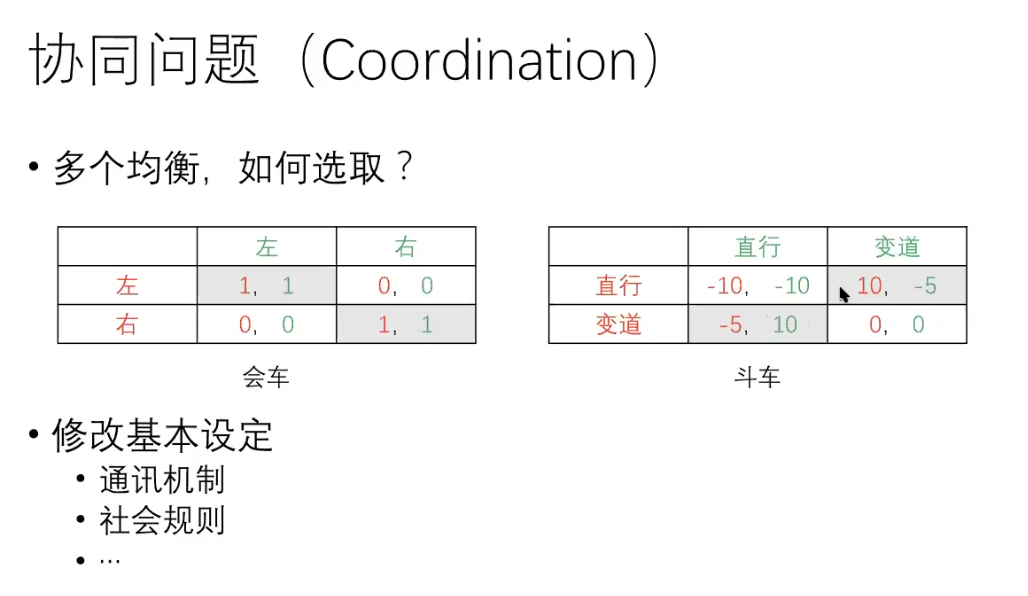 协同问题（Coordination）
• 多个均衡，如何选取？
左 右
左 1, 1 0, 0
右 0, 0 1, 1
会车
直行 变道
直行 -10, -10 10, -5
变道 -5, 10 0, 0
斗车
• 修改基本设定
• 通讯机制
• 社会规则
• …